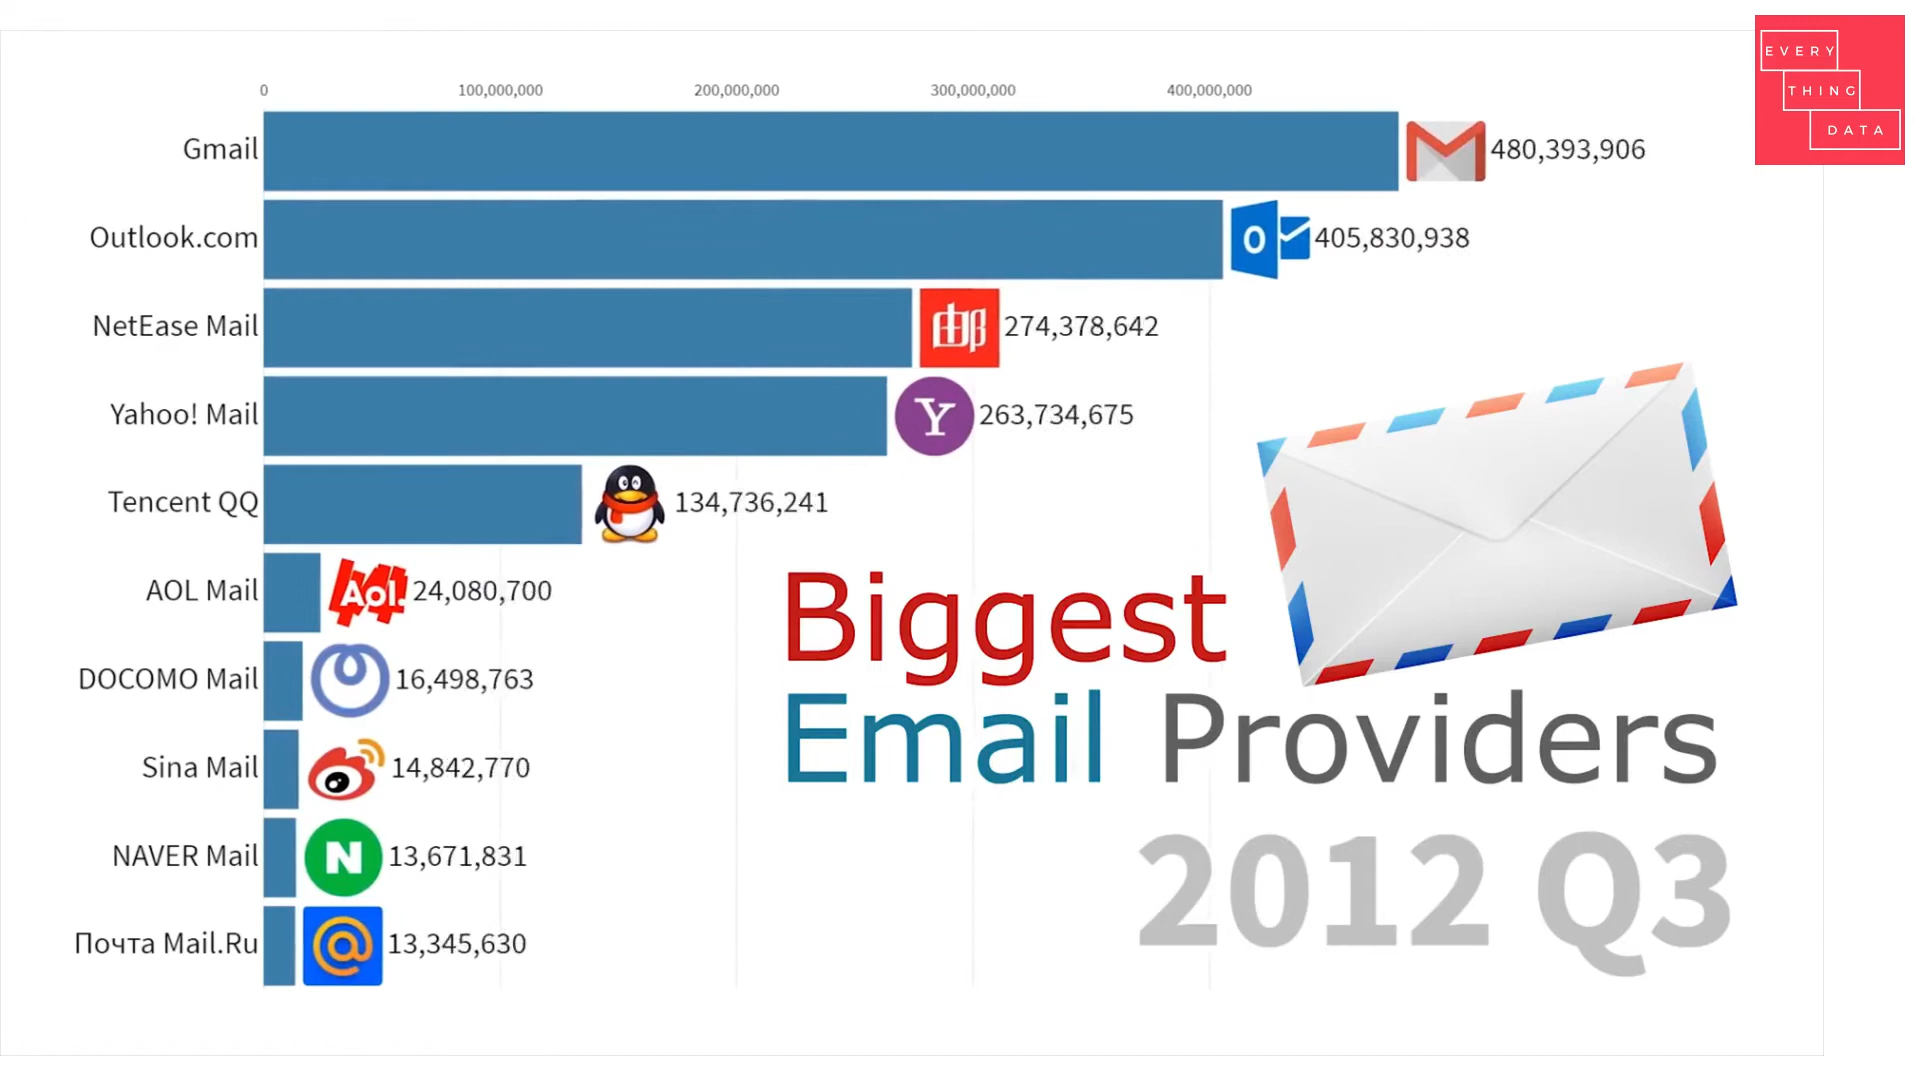 EVERY
THING
DATA
0 100,000,000 200,000,000 300,000,000 400,000,000
Gmail 480,393,906
Outlook.com O 405,830,938
NetEase Mail 邮 274,378,642
Yahoo! Mail Y 263,734,675
Tencent QQ 134,736,241
AOL Mail Aol. 24,080,700
DOCOMO Mail 16,498,763
Sina Mail 14,842,770
NAVER Mail N 13,671,831
Почта Mail.Ru @ 13,345,630
Biggest
Email Providers
2012 Q3